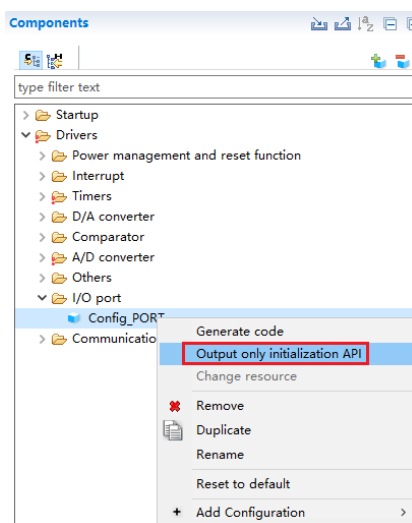 Components
type filter text
Startup
Drivers
Power management and reset function
Interrupt
Timers
D/A converter
Comparator
A/D converter
Others
I/O port
Config_PORT
Communicatio
Generate code
Output only initialization API
Change resource
Remove
Duplicate
Rename
Reset to default
Add Configuration